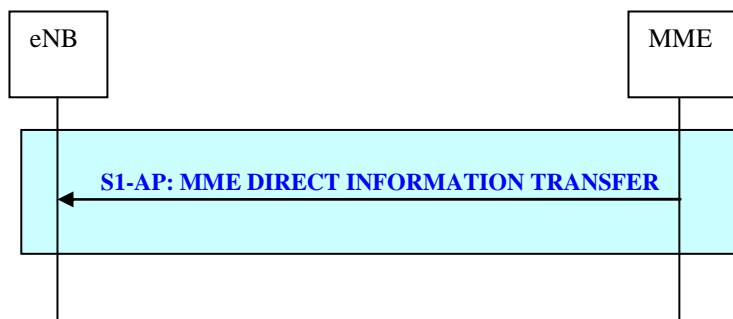 eNB
MME
S1-AP: MME DIRECT INFORMATION TRANSFER